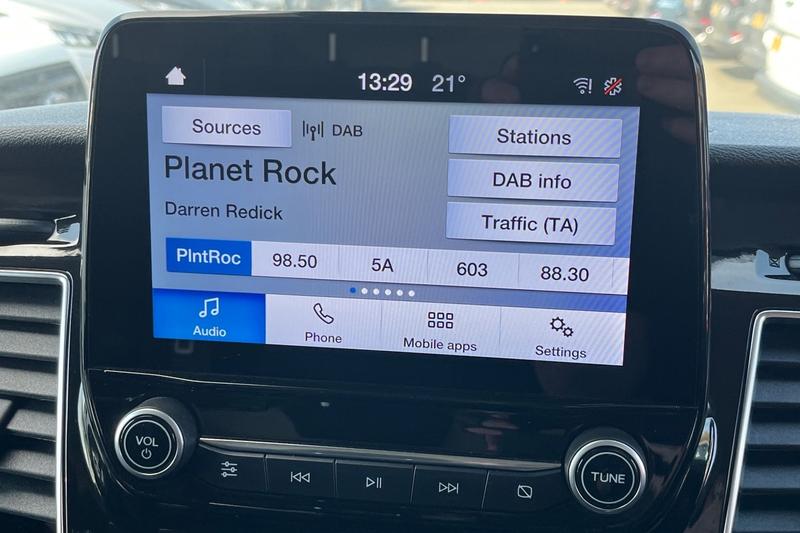 13:29 21°
Sources
DAB
Stations
Planet Rock
DAB info
Darren Redick
Traffic (TA)
PlntRoc 98.50 5A 603 88.30
Audio Phone Mobile apps Settings
VOL
TUNE